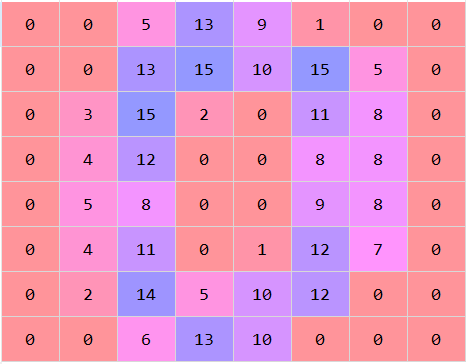 0 0 5 13 9 1 0 0
0 0 13 15 10 15 5 0
0 3 15 2 0 11 8 0
0 4 12 0 0 8 8 0
0 5 8 0 0 9 8 0
0 4 11 0 1 12 7 0
0 2 14 5 10 12 0 0
0 0 6 13 10 0 0 0